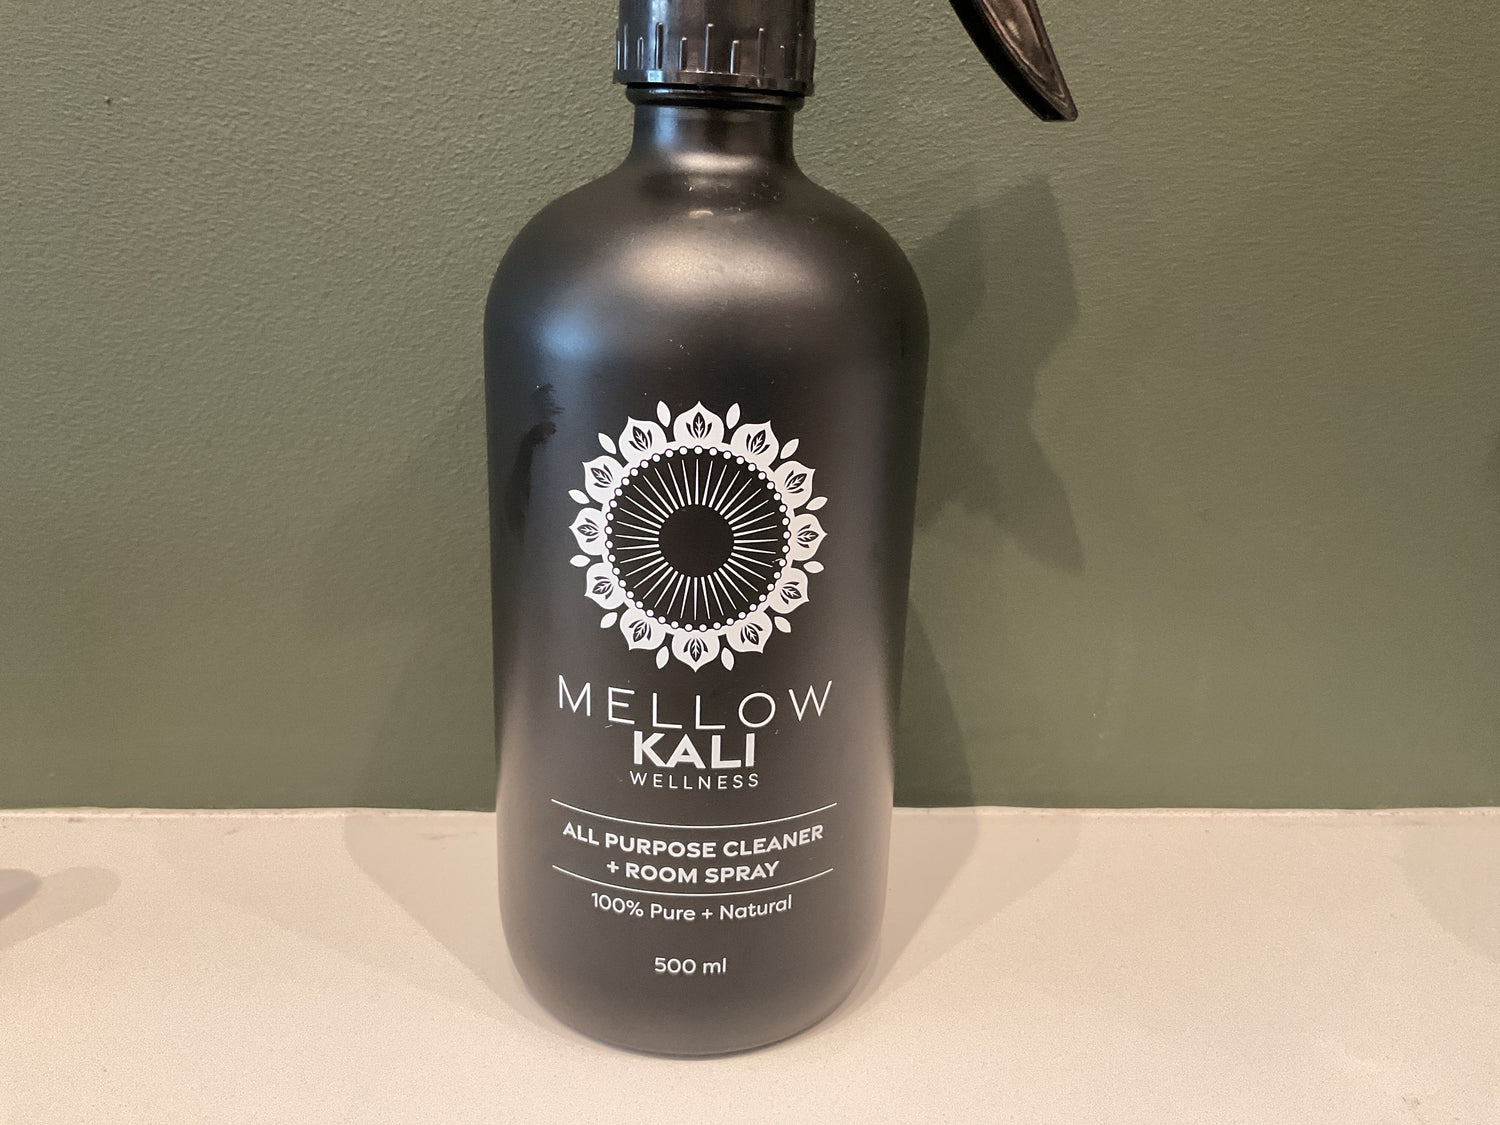 MELLOW
KALI
WELLNESS
ALL PURPOSE CLEANER
+ ROOM SPRAY
100% Pure + Natural
500 ml